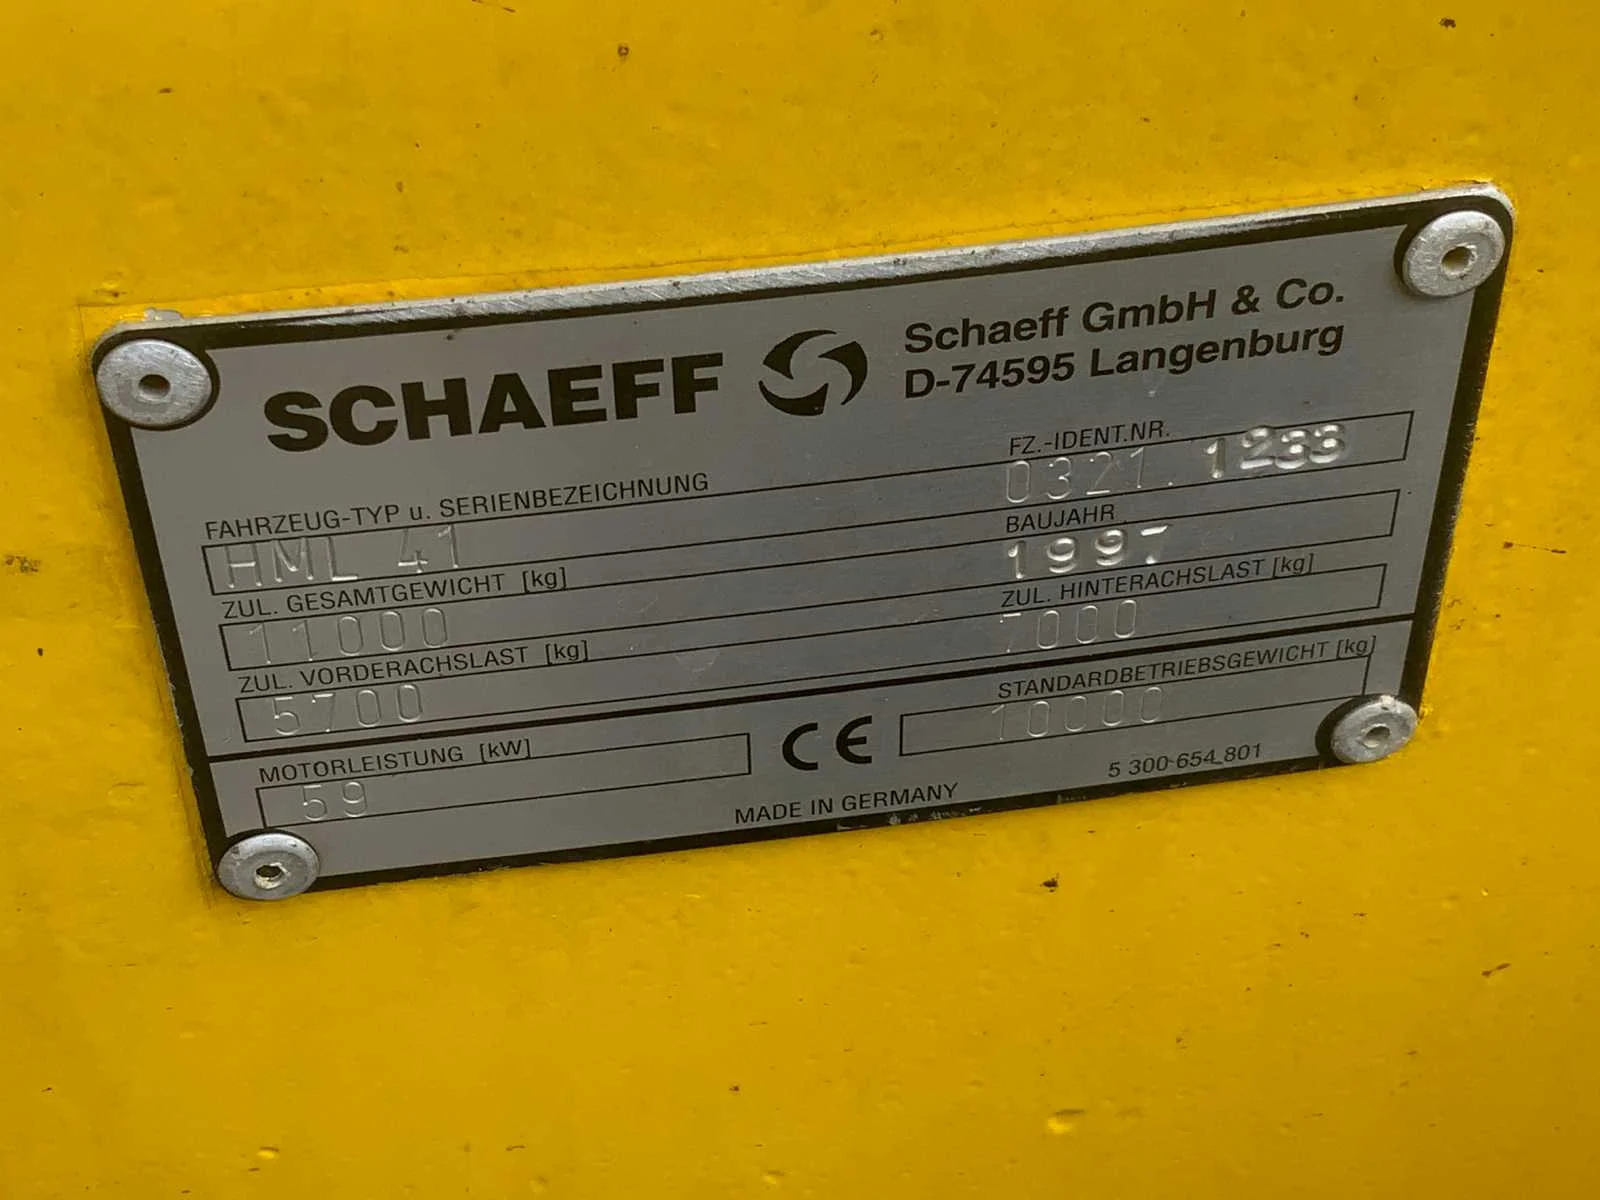 SCHAEFF
Schaeff GmbH & Co.
D-74595 Langenburg
FAHRZEUG-TYP u. SERIENBEZEICHNUNG
FZ.-IDENT.NR.
HML 41
0321.1233
ZUL. GESAMTGEWICHT [kg]
BAUJAHR
11000
1997
ZUL. VORDERACHSLAST [kg]
ZUL. HINTERACHSLAST [kg]
5700
7000
MOTORLEISTUNG [kW]
59
CE
STANDARDBETRIEBSGEWICHT [kg]
10000
MADE IN GERMANY
5 300 654 801